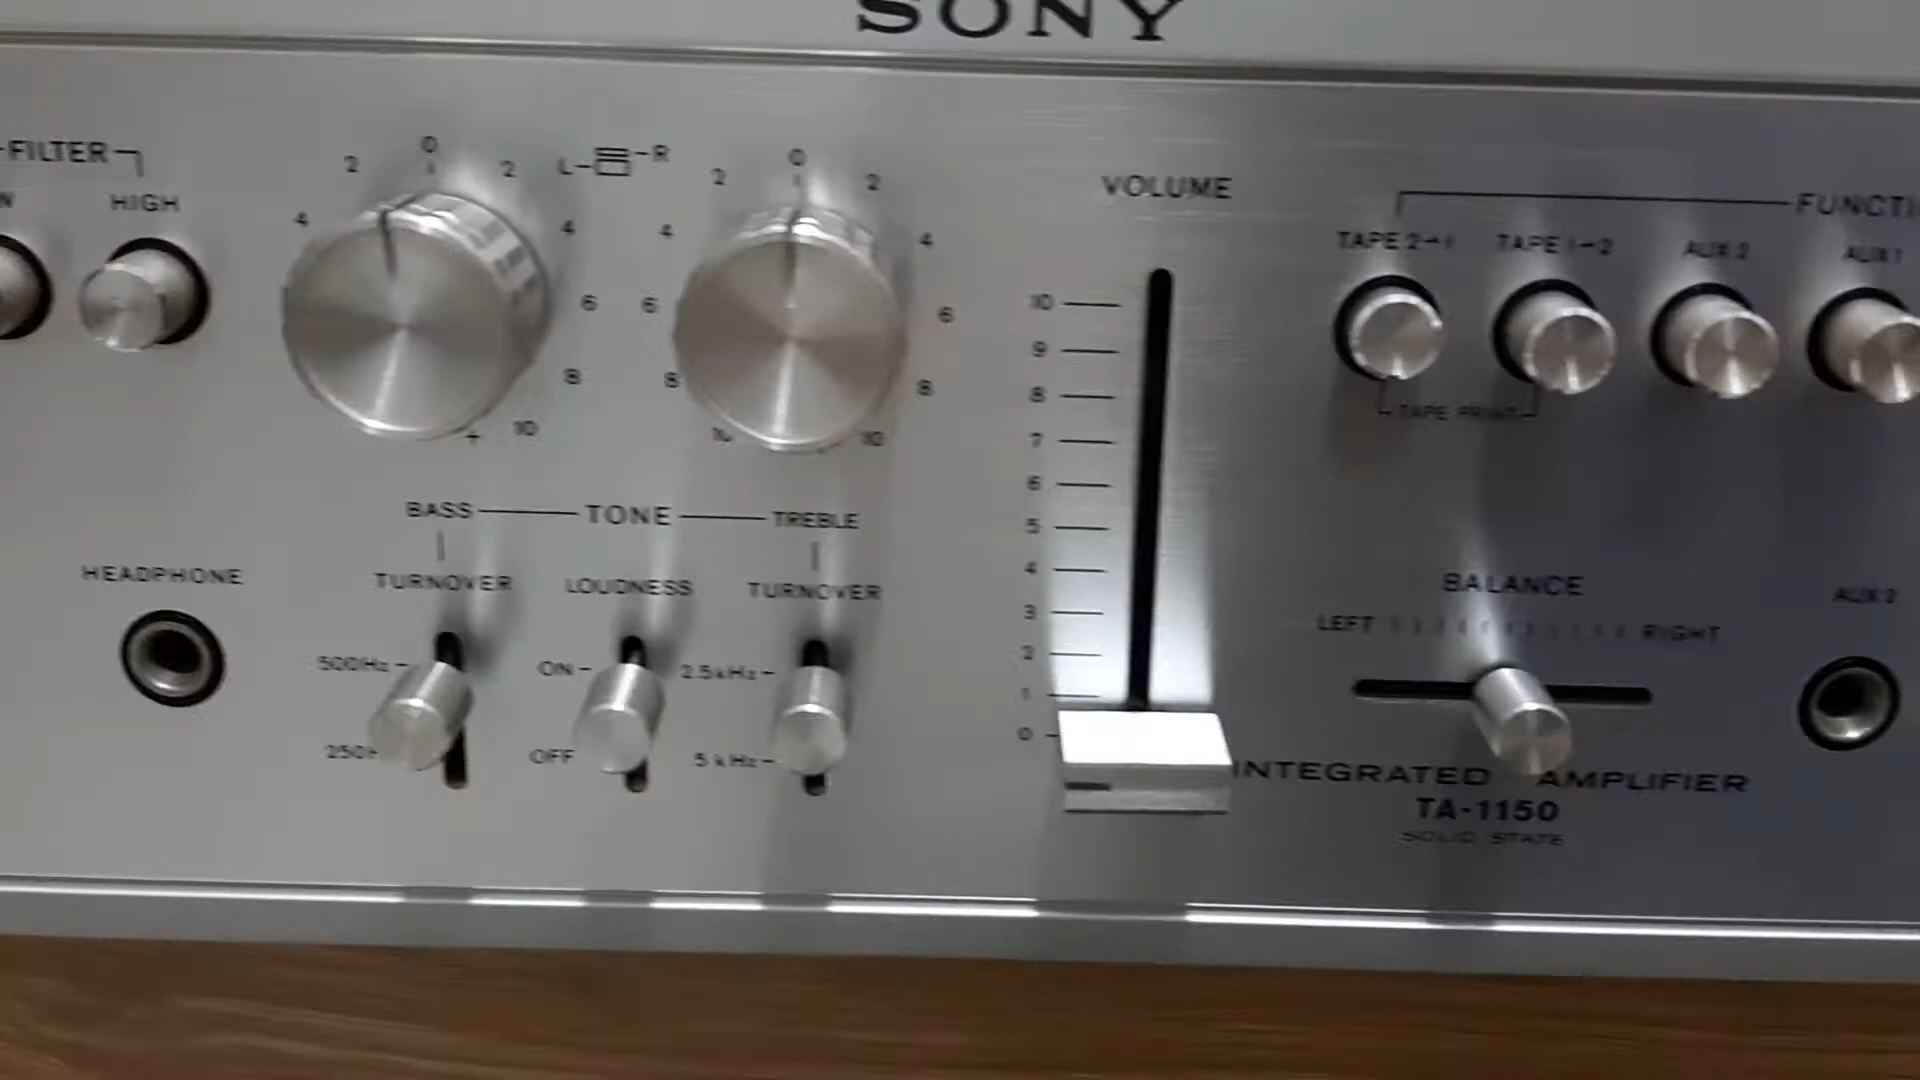 SONY
FILTER
HIGH
2 0 2
4 4
6
8
+ 10
L R
2 0 2
4 4
6 6
8 8
10 10
BASS TONE TREBLE
TURNOVER LOUDNESS TURNOVER
HEADPHONE
500Hz
ON
OFF
2.5kHz
5kHz
VOLUME
10
9
8
7
6
5
4
3
2
1
0
TAPE 2→1 TAPE 1→2 AUX 2 AUX 1
TAPE PRINT
BALANCE
LEFT RIGHT
AUX 2
INTEGRATED AMPLIFIER
TA-1150
SOLID STATE